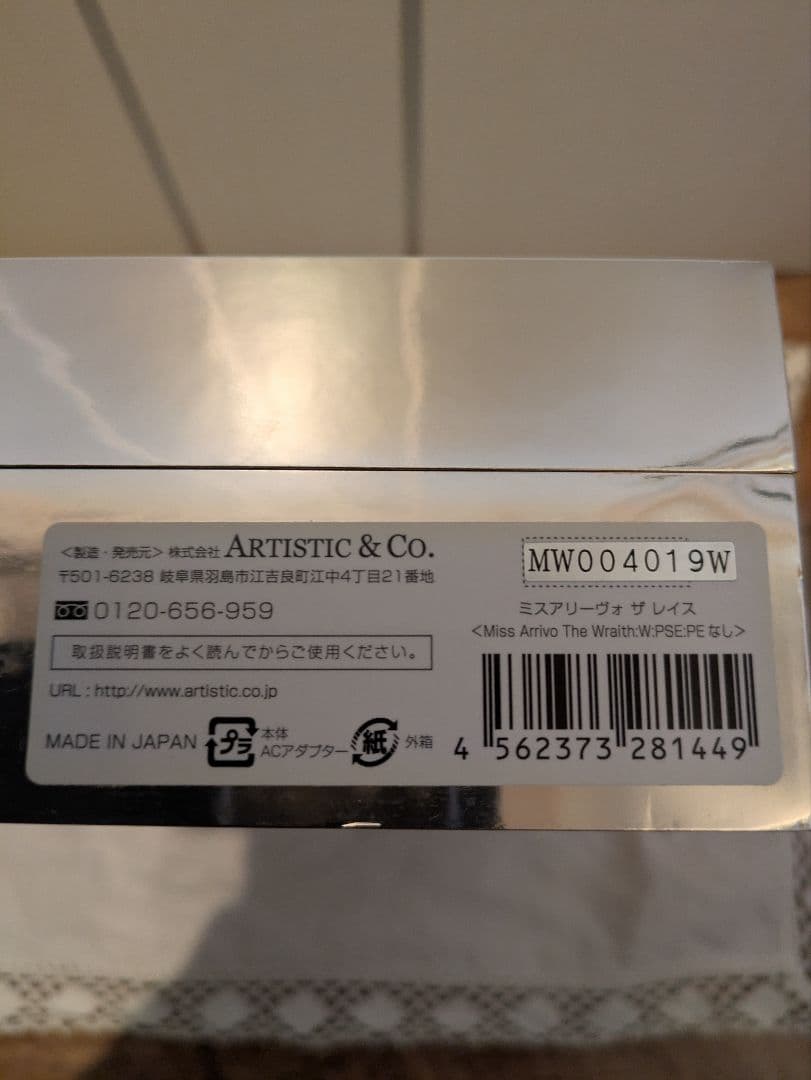 <製造・発売元> 株式会社 ARTISTIC & CO.
〒501-6238 岐阜県羽島市江吉良町江中4丁目21番地
0120-656-959
取扱説明書をよく読んでからご使用ください。
URL : http://www.artistic.co.jp
MADE IN JAPAN プラ 本体 ACアダプター 紙 外箱
MW004019W
ミスアリーヴォ ザ レイス
<Miss Arrivo The Wraith:W:PSE:PEなし>
4 562373 281449